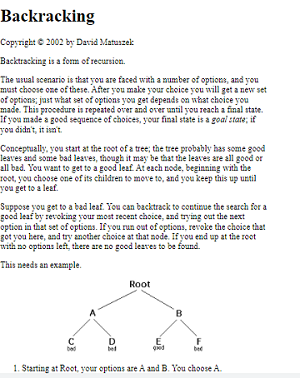 Backracking
Copyright © 2002 by David Matuszek
Backtracking is a form of recursion.
The usual scenario is that you are faced with a number of options, and you
must choose one of these. After you make your choice you will get a new set
of options; just what set of options you get depends on what choice you
made. This procedure is repeated over and over until you reach a final state.
If you made a good sequence of choices, your final state is a goal state; if
you didn't, it isn't.
Conceptually, you start at the root of a tree; the tree probably has some good
leaves and some bad leaves, though it may be that the leaves are all good or
all bad. You want to get to a good leaf. At each node, beginning with the
root, you choose one of its children to move to, and you keep this up until
you get to a leaf.
Suppose you get to a bad leaf. You can backtrack to continue the search for a
good leaf by revoking your most recent choice, and trying out the next
option in that set of options. If you run out of options, revoke the choice that
got you here, and try another choice at that node. If you end up at the root
with no options left, there are no good leaves to be found.
This needs an example.
Root
A B
C D E F
bad bad good bad
1. Starting at Root, your options are A and B. You choose A.